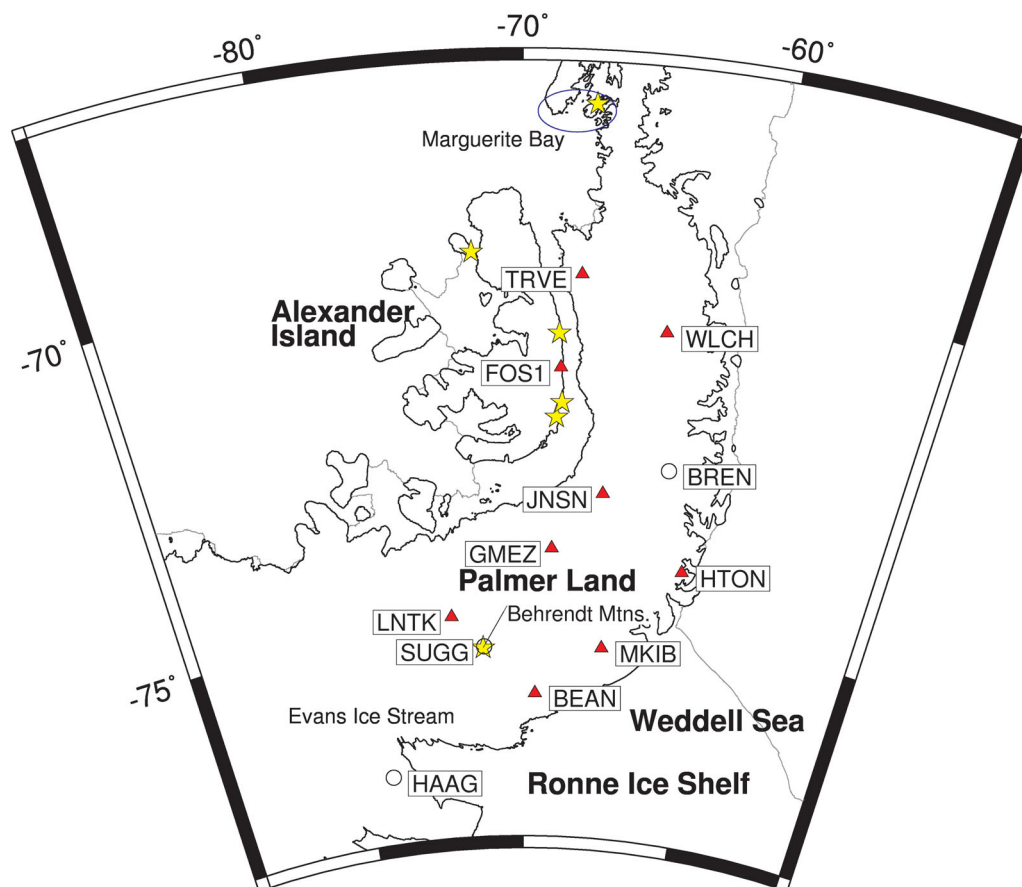 -70°
-80°
-60°
Marguerite Bay
TRVE
Alexander
Island
WLCH
-70°
FOS1
BREN
JNSN
GMEZ
HTON
Palmer Land
Behrendt Mtns.
LNTK
SUGG
MKIB
-75°
BEAN
Evans Ice Stream
Weddell Sea
HAAG
Ronne Ice Shelf